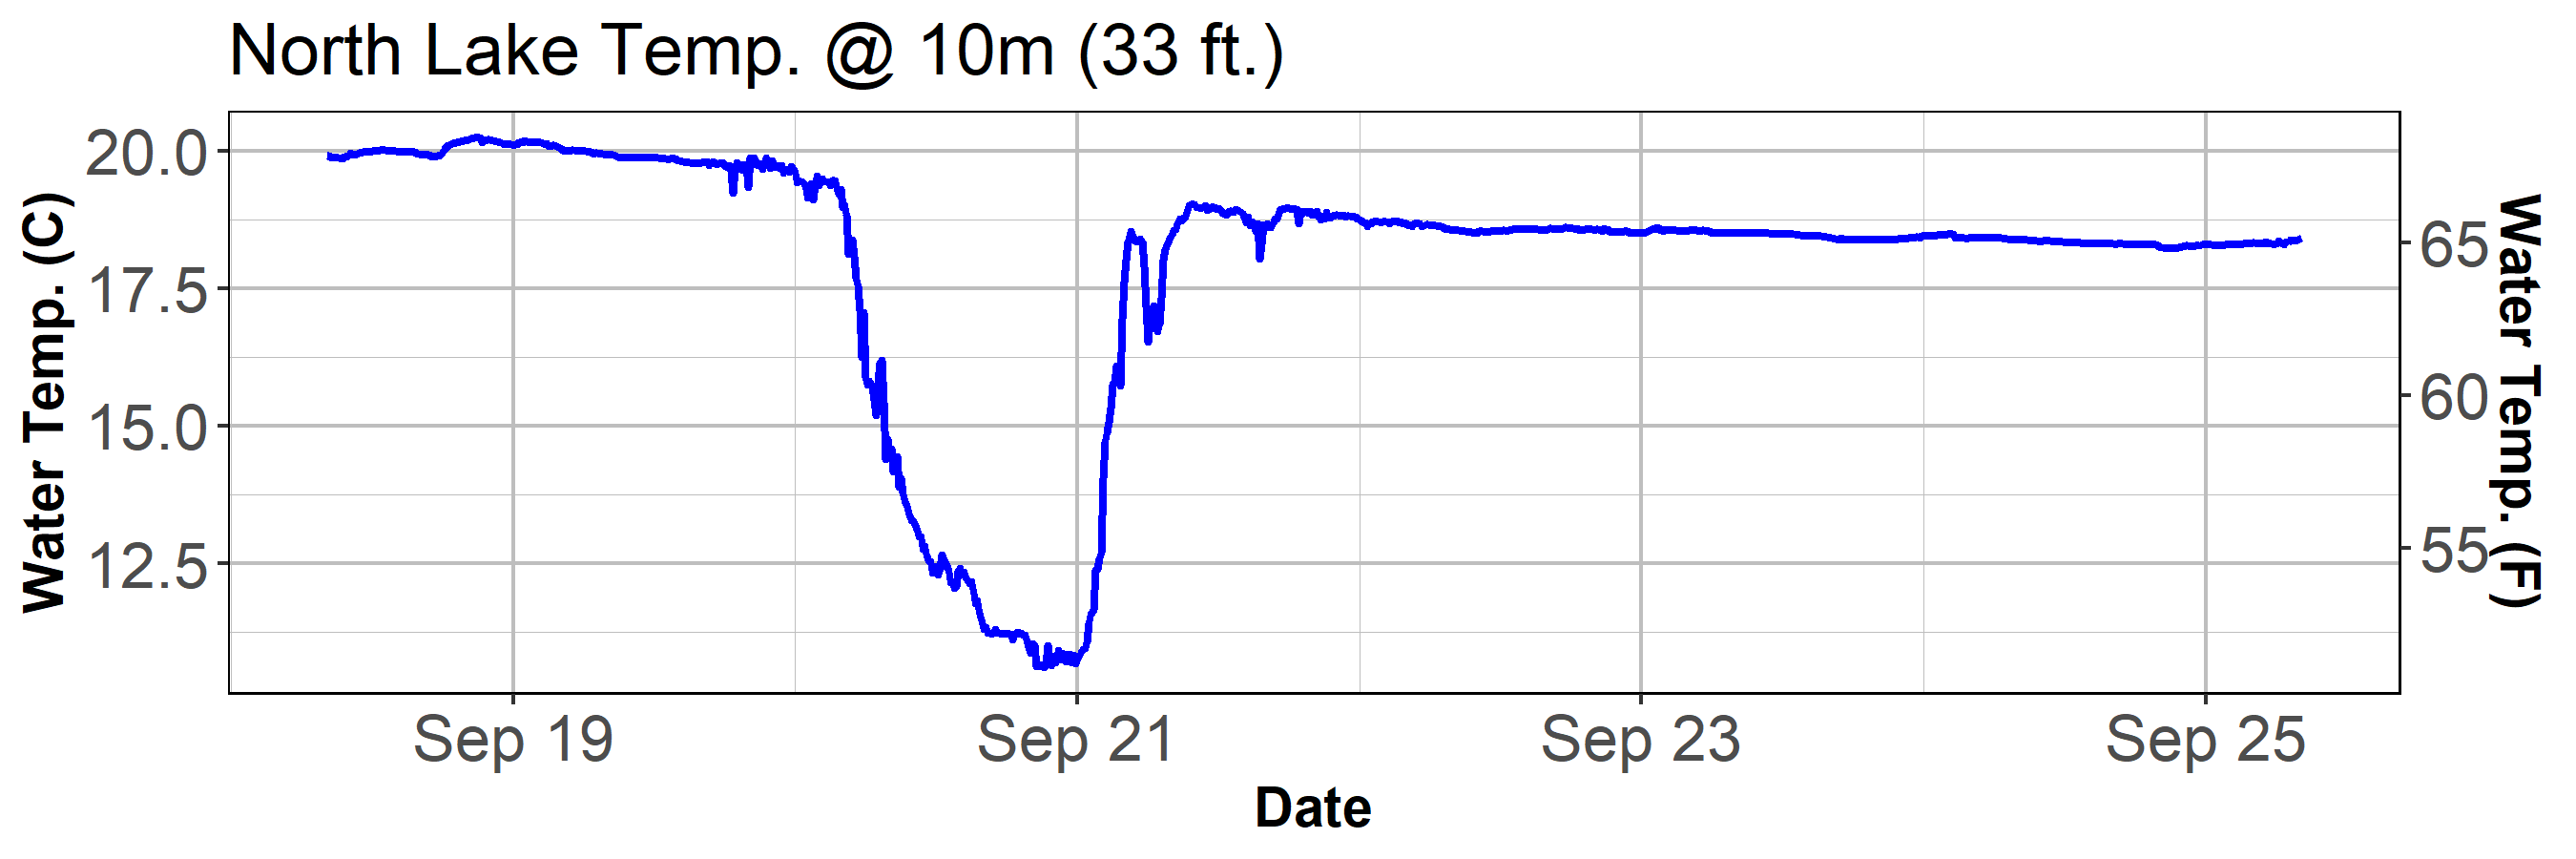 North Lake Temp. @ 10m (33 ft.)
Water Temp. (C)
20.0
17.5
15.0
12.5
65
60
55
Water Temp. (F)
Sep 19
Sep 21
Sep 23
Sep 25
Date